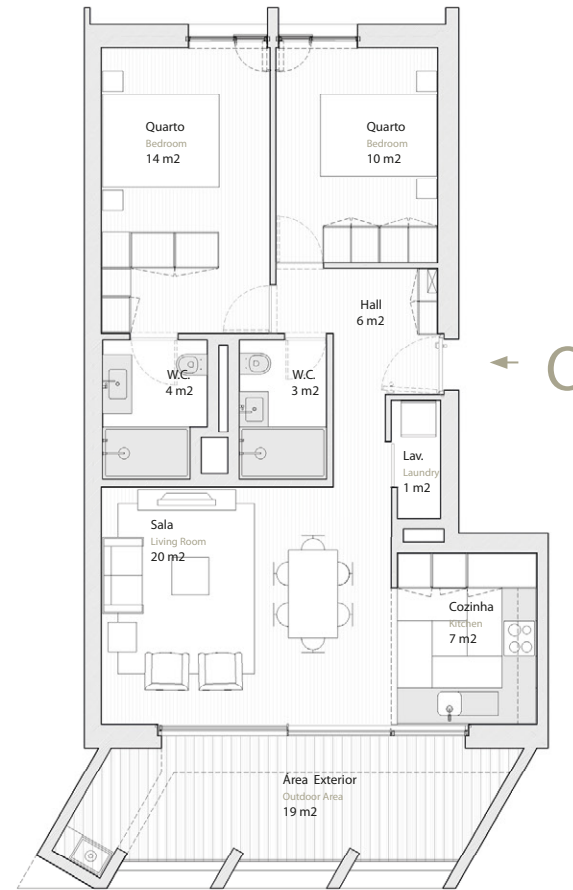 Quarto
Bedroom
14 m2
Quarto
Bedroom
10 m2
Hall
6 m2
W.C.
4 m2
W.C.
3 m2
Lav.
Laundry
1 m2
Sala
Living Room
20 m2
Cozinha
Kitchen
7 m2
Área Exterior
Outdoor Area
19 m2